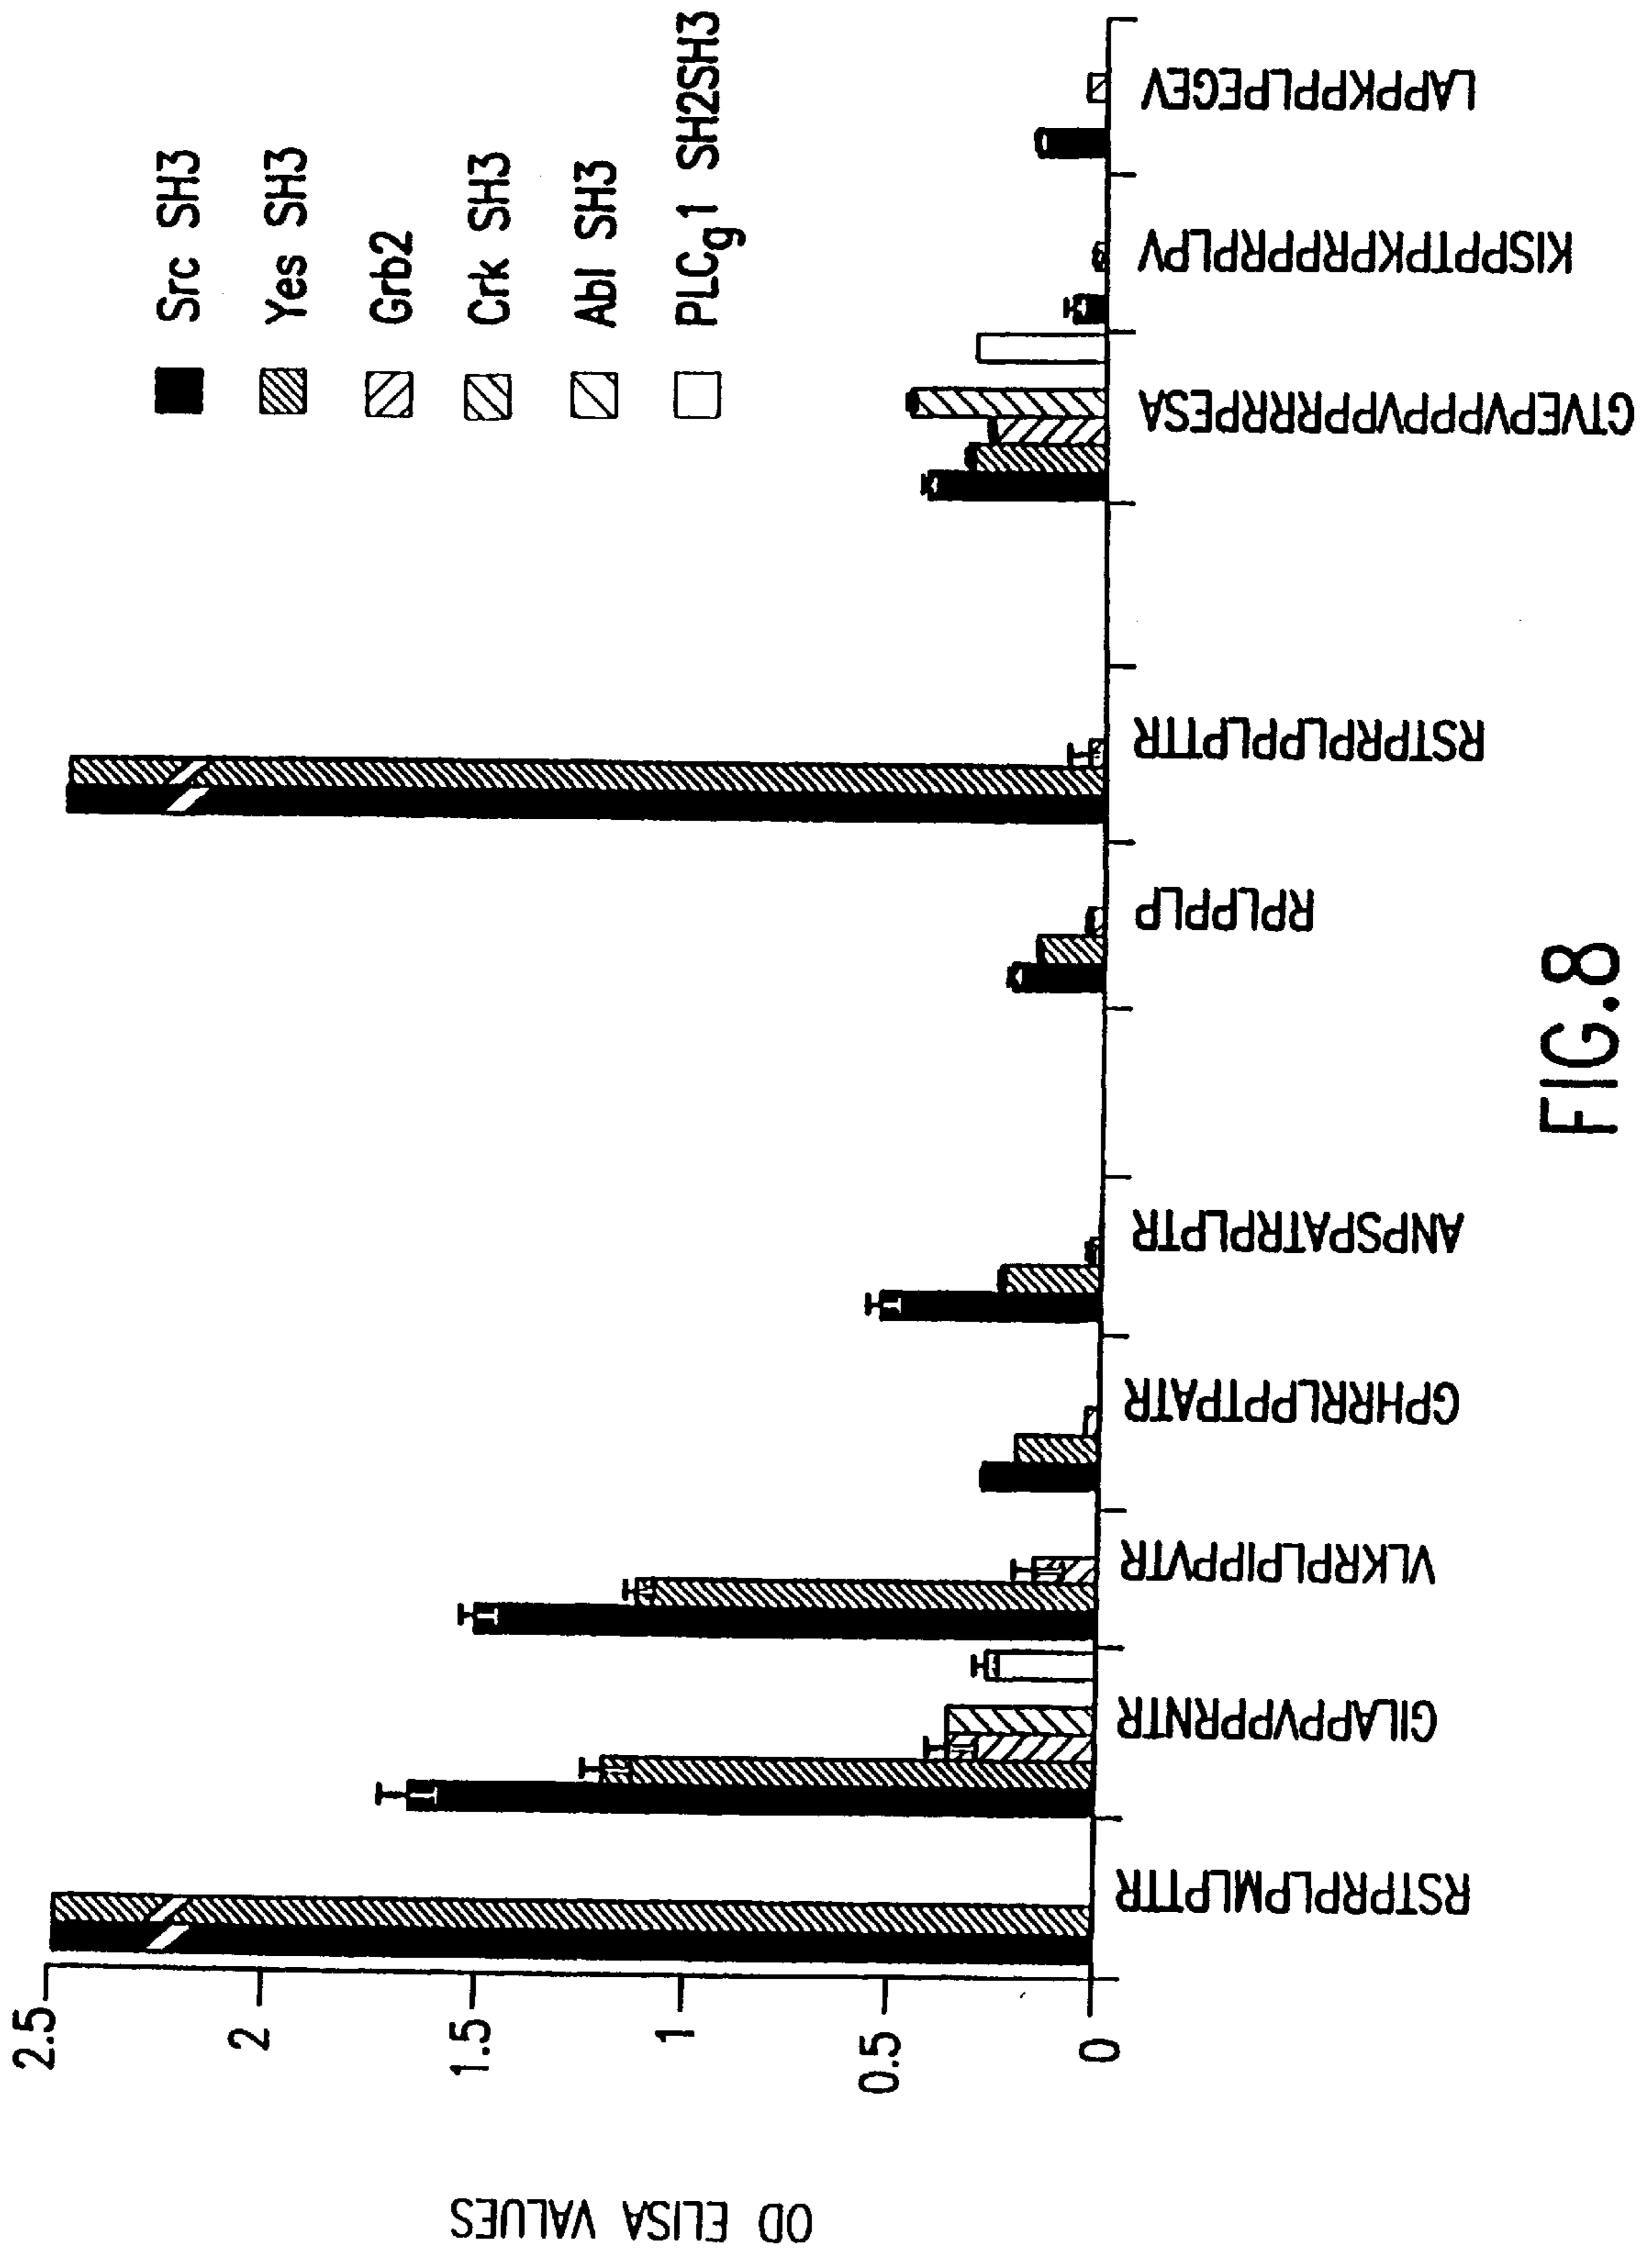 Src SH3
Yes SH3
Grb2
Crk SH3
Abl SH3
PLCg1 SH2SH3
OD ELISA VALUES
2.5
2
1.5
1
0.5
0
RSTPRPLPMLPTTR
GILAPPVPPRNTR
VLKRPLPIPPVTR
GPHRRLPPTPATR
ANPSPATRPLPTR
RPLPPLP
RSTPRPLPPLPTTR
GTVEPVPPPVPPRRRPESA
KISPPTPKPRPPRPLPV
LAPPKPPLPEGEV
FIG.8